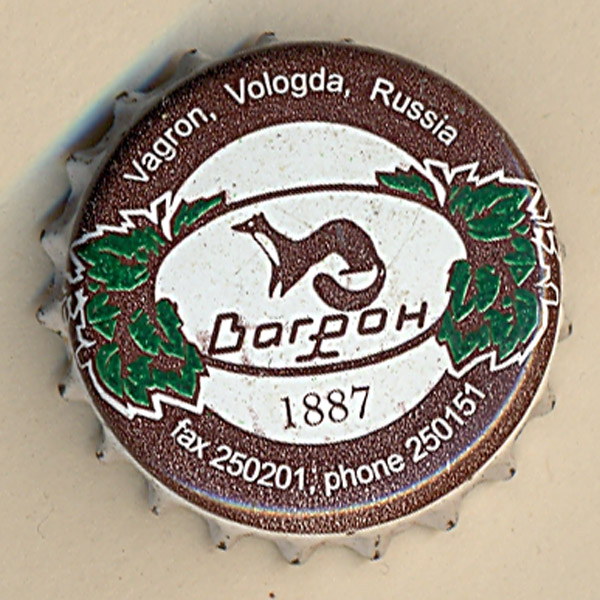 Vagron, Vologda, Russia
Вагрон
1887
fax 250201; phone 250151